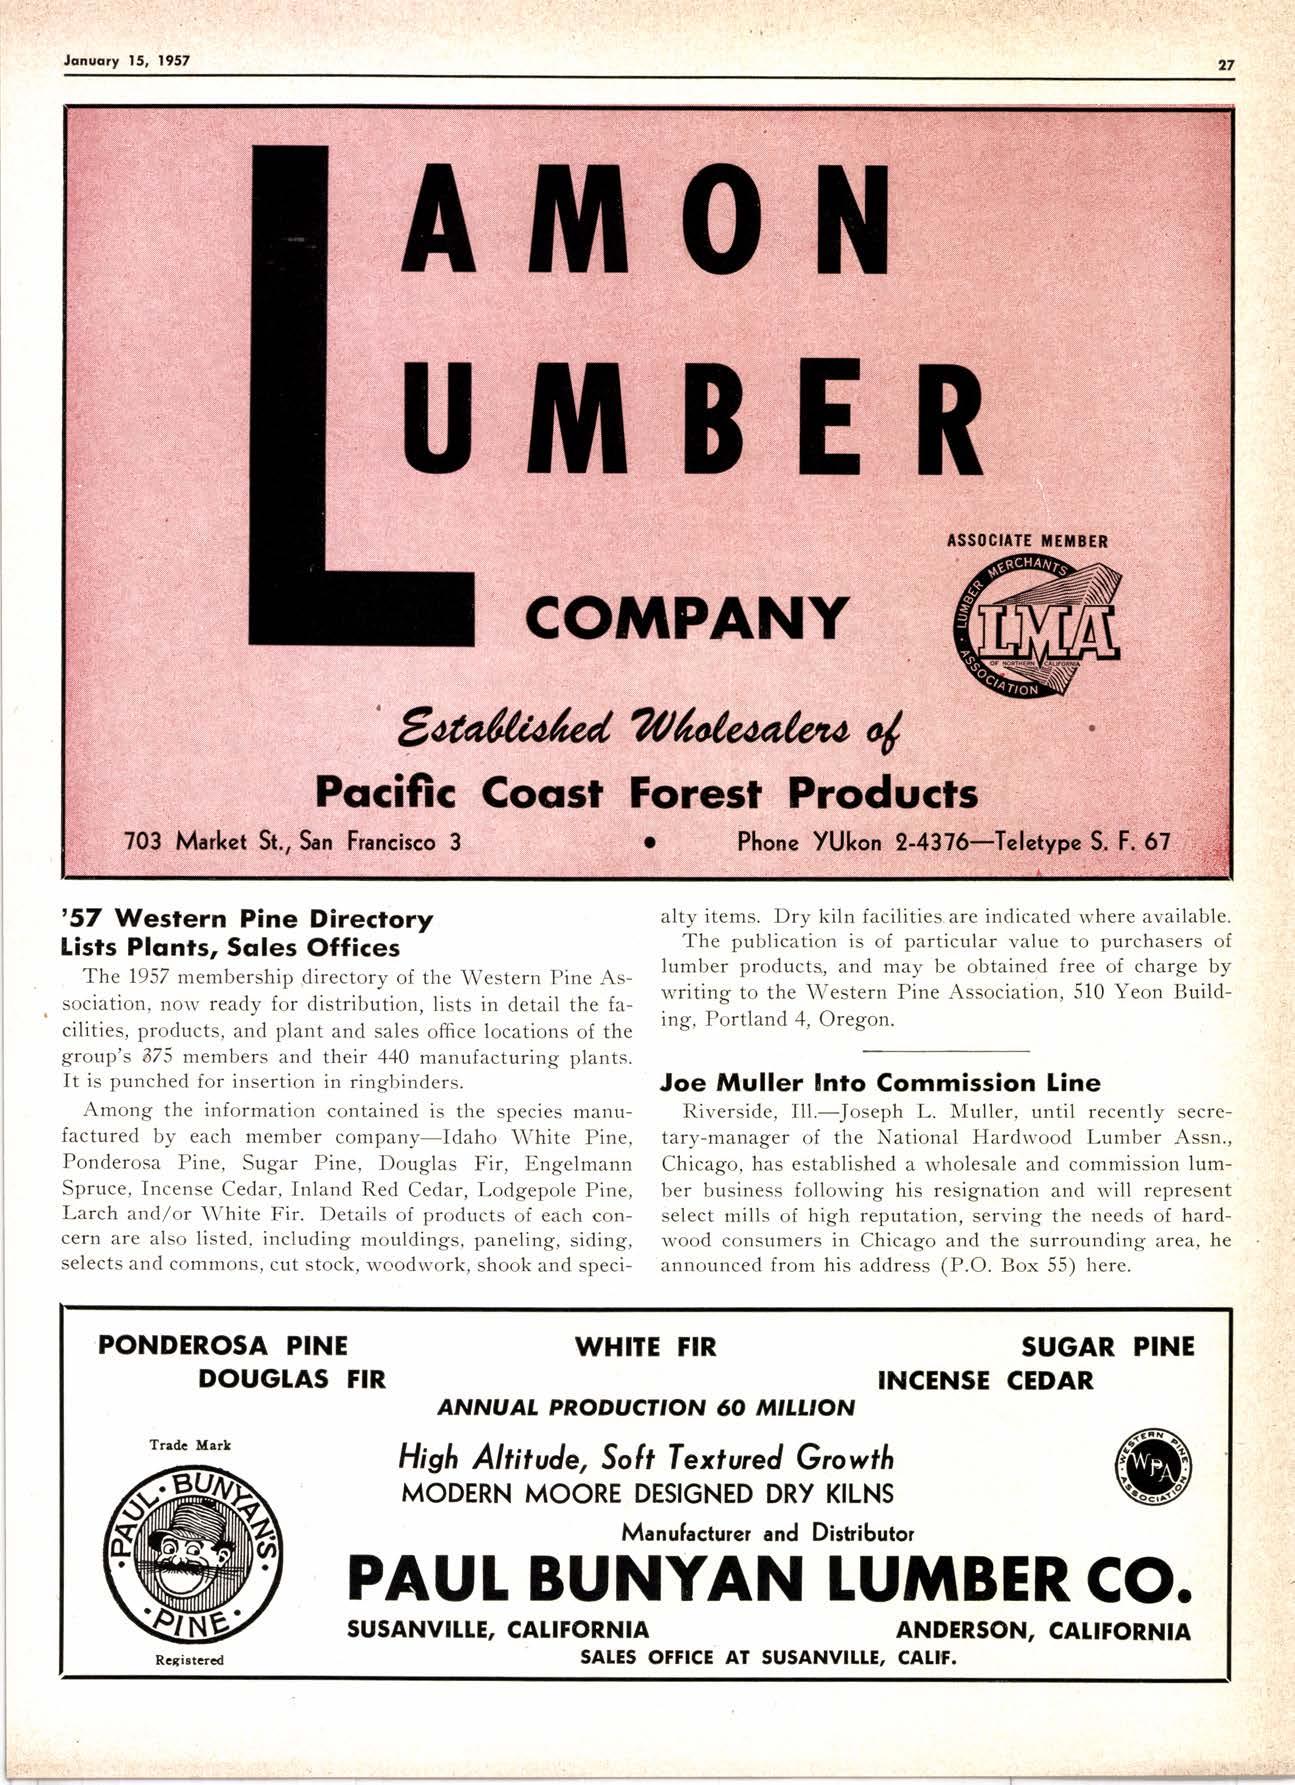 January 15, 1957
27
LAMON
LUMBER
COMPANY
ASSOCIATE MEMBER
LUMBER MERCHANTS ASSOCIATION
LMA
OF NORTHERN CALIFORNIA
Established Wholesalers of
Pacific Coast Forest Products
703 Market St., San Francisco 3 • Phone YUkon 2-4376—Teletype S. F. 67
'57 Western Pine Directory
Lists Plants, Sales Offices
The 1957 membership directory of the Western Pine As-
sociation, now ready for distribution, lists in detail the fa-
cilities, products, and plant and sales office locations of the
group's 375 members and their 440 manufacturing plants.
It is punched for insertion in ringbinders.
Among the information contained is the species manu-
factured by each member company—Idaho White Pine,
Ponderosa Pine, Sugar Pine, Douglas Fir, Engelmann
Spruce, Incense Cedar, Inland Red Cedar, Lodgepole Pine,
Larch and/or White Fir. Details of products of each con-
cern are also listed, including mouldings, paneling, siding,
selects and commons, cut stock, woodwork, shook and speci-
alty items. Dry kiln facilities are indicated where available.
The publication is of particular value to purchasers of
lumber products, and may be obtained free of charge by
writing to the Western Pine Association, 510 Yeon Build-
ing, Portland 4, Oregon.
Joe Muller Into Commission Line
Riverside, Ill.—Joseph L. Muller, until recently secre-
tary-manager of the National Hardwood Lumber Assn.,
Chicago, has established a wholesale and commission lum-
ber business following his resignation and will represent
select mills of high reputation, serving the needs of hard-
wood consumers in Chicago and the surrounding area, he
announced from his address (P.O. Box 55) here.
PONDEROSA PINE WHITE FIR SUGAR PINE
DOUGLAS FIR INCENSE CEDAR
ANNUAL PRODUCTION 60 MILLION
Trade Mark
PAUL • BUNYAN'S
• PINE •
Registered
High Altitude, Soft Textured Growth
MODERN MOORE DESIGNED DRY KILNS
WESTERN PINE ASSOCIATION
WPA
Manufacturer and Distributor
PAUL BUNYAN LUMBER CO.
SUSANVILLE, CALIFORNIA ANDERSON, CALIFORNIA
SALES OFFICE AT SUSANVILLE, CALIF.